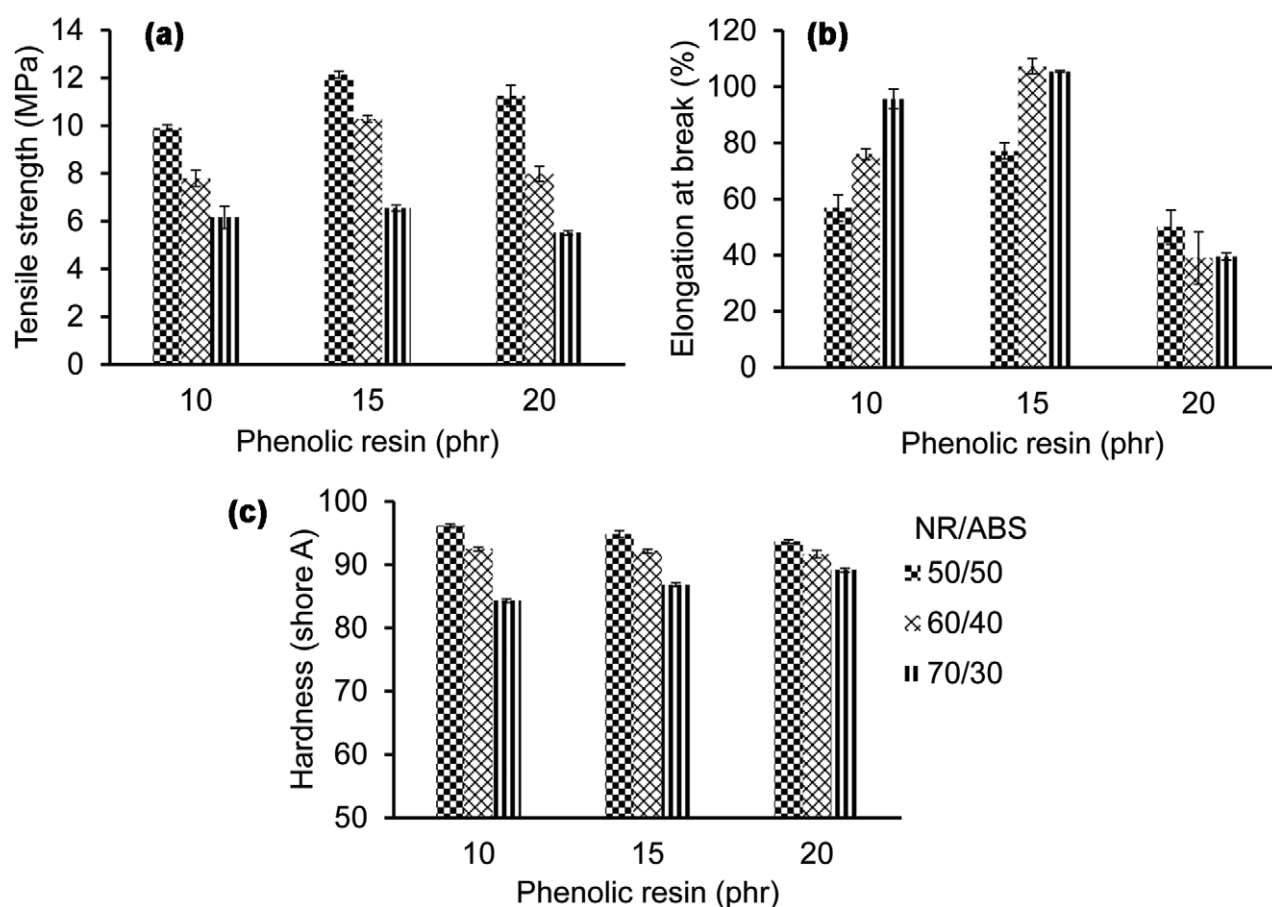 (a)
Tensile strength (MPa)
14
12
10
8
6
4
2
0
10 15 20
Phenolic resin (phr)
(b)
Elongation at break (%)
120
100
80
60
40
20
0
10 15 20
Phenolic resin (phr)
(c)
Hardness (shore A)
100
90
80
70
60
50
10 15 20
Phenolic resin (phr)
NR/ABS
50/50
60/40
70/30